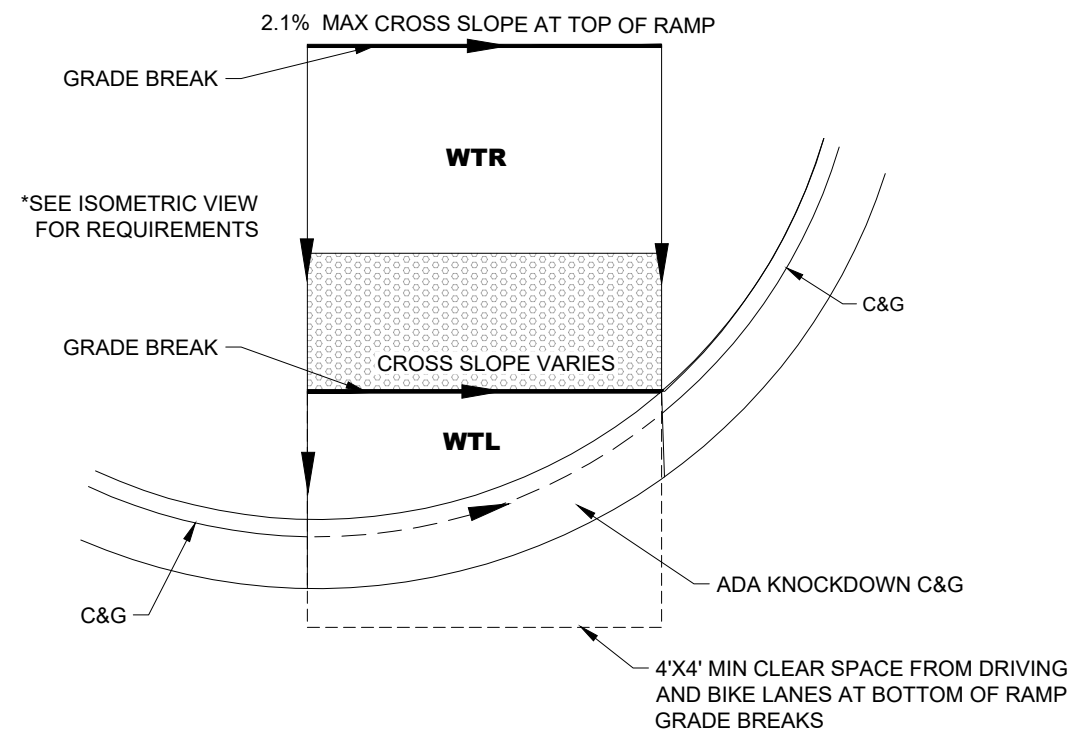 2.1% MAX CROSS SLOPE AT TOP OF RAMP
GRADE BREAK
WTR
*SEE ISOMETRIC VIEW
FOR REQUIREMENTS
C&G
GRADE BREAK
CROSS SLOPE VARIES
WTL
ADA KNOCKDOWN C&G
C&G
4'X4' MIN CLEAR SPACE FROM DRIVING
AND BIKE LANES AT BOTTOM OF RAMP
GRADE BREAKS